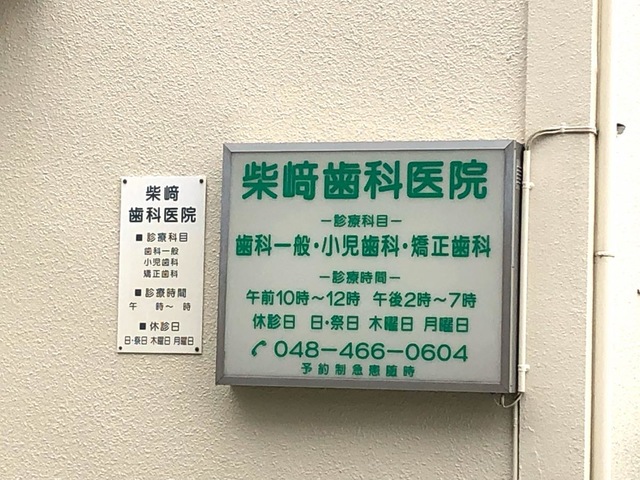 柴﨑
歯科医院
■診療科目
歯科一般
小児歯科
矯正歯科
■診療時間
午 時〜 時
■休診日
日・祭日 木曜日 月曜日
柴﨑歯科医院
―診療科目―
歯科一般・小児歯科・矯正歯科
―診療時間―
午前10時〜12時 午後2時〜7時
休診日 日・祭日 木曜日 月曜日
048-466-0604
予約制急患随時